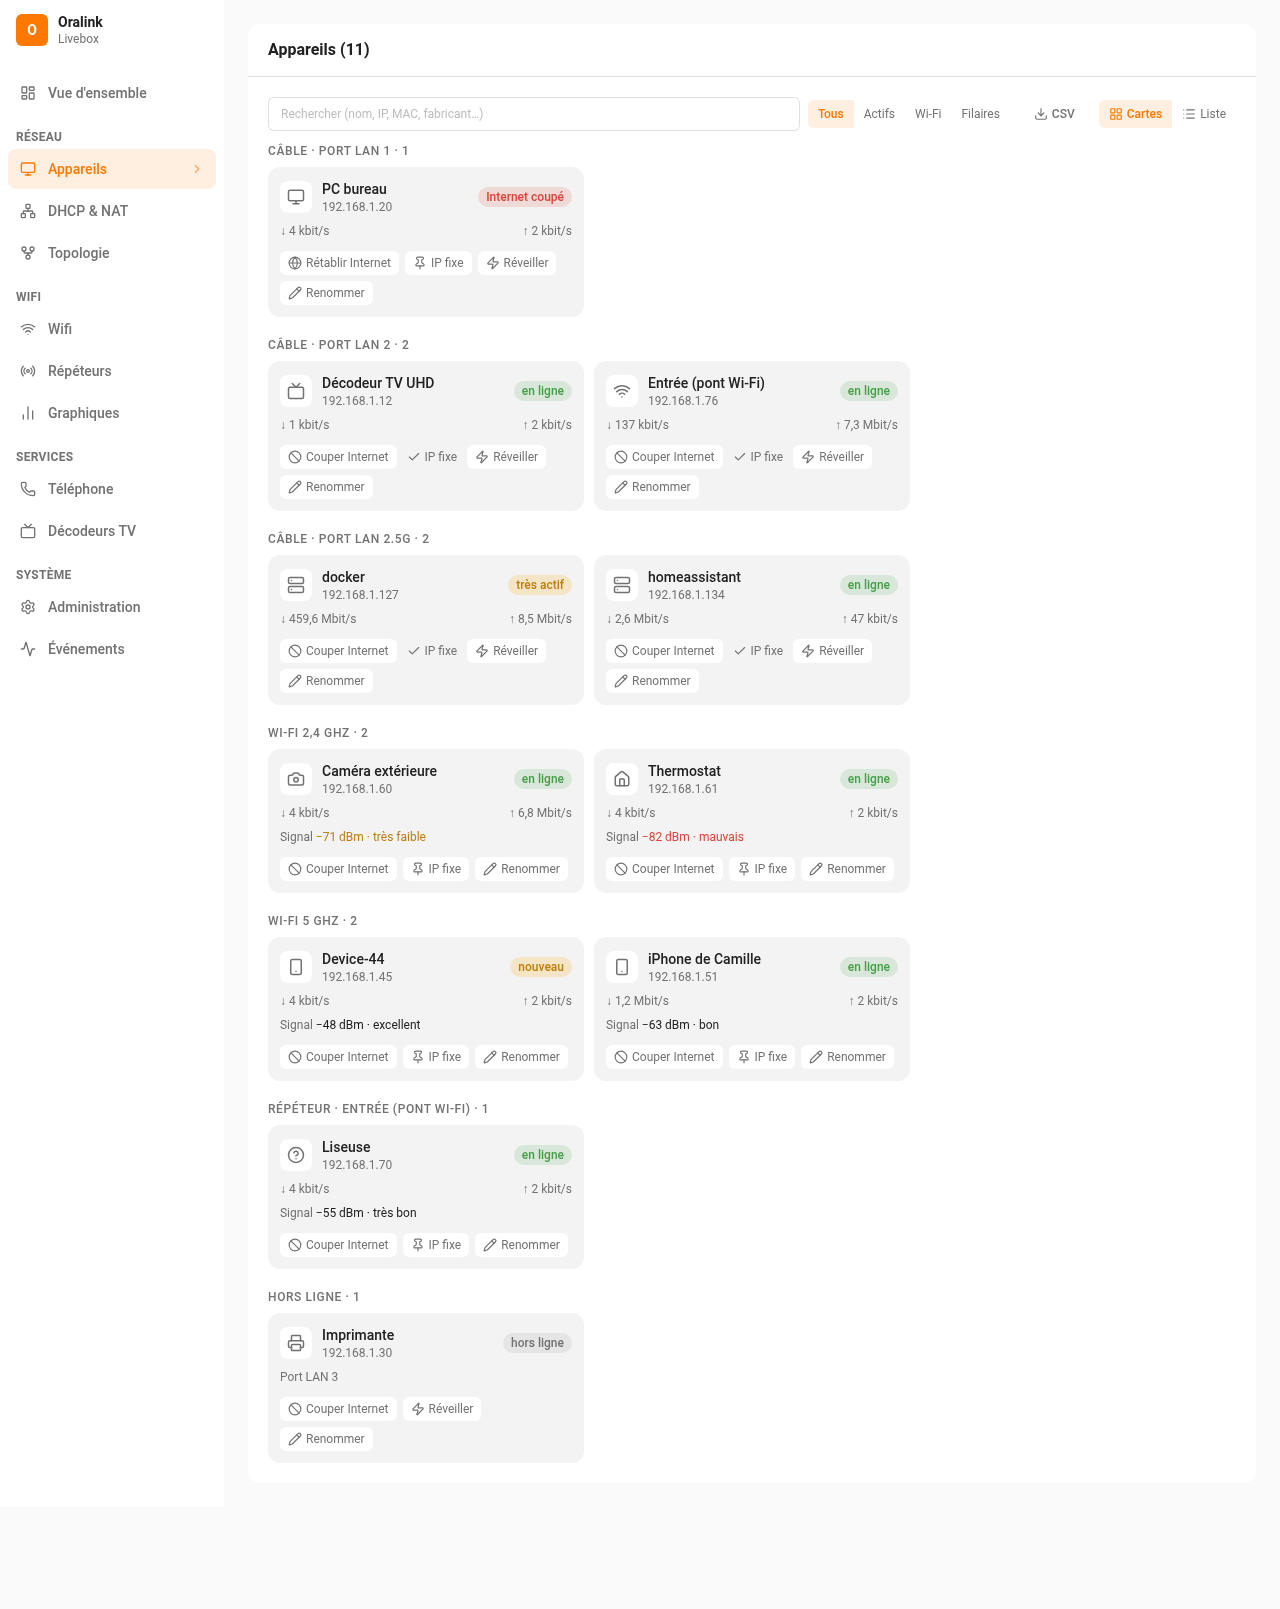 O
Oralink
Livebox
Vue d'ensemble
RÉSEAU
Appareils
DHCP & NAT
Topologie
WIFI
Wifi
Répéteurs
Graphiques
SERVICES
Téléphone
Décodeurs TV
SYSTÈME
Administration
Événements
Appareils (11)
Rechercher (nom, IP, MAC, fabricant…)
Tous Actifs Wi-Fi Filaires CSV Cartes Liste
CÂBLE · PORT LAN 1 · 1
PC bureau
192.168.1.20
Internet coupé
↓ 4 kbit/s ↑ 2 kbit/s
Rétablir Internet IP fixe Réveiller
Renommer
CÂBLE · PORT LAN 2 · 2
Décodeur TV UHD
192.168.1.12
en ligne
↓ 1 kbit/s ↑ 2 kbit/s
Couper Internet IP fixe Réveiller
Renommer
Entrée (pont Wi-Fi)
192.168.1.76
en ligne
↓ 137 kbit/s ↑ 7,3 Mbit/s
Couper Internet IP fixe Réveiller
Renommer
CÂBLE · PORT LAN 2.5G · 2
docker
192.168.1.127
très actif
↓ 459,6 Mbit/s ↑ 8,5 Mbit/s
Couper Internet IP fixe Réveiller
Renommer
homeassistant
192.168.1.134
en ligne
↓ 2,6 Mbit/s ↑ 47 kbit/s
Couper Internet IP fixe Réveiller
Renommer
WI-FI 2,4 GHZ · 2
Caméra extérieure
192.168.1.60
en ligne
↓ 4 kbit/s ↑ 6,8 Mbit/s
Signal −71 dBm · très faible
Couper Internet IP fixe Renommer
Thermostat
192.168.1.61
en ligne
↓ 4 kbit/s ↑ 2 kbit/s
Signal −82 dBm · mauvais
Couper Internet IP fixe Renommer
WI-FI 5 GHZ · 2
Device-44
192.168.1.45
nouveau
↓ 4 kbit/s ↑ 2 kbit/s
Signal −48 dBm · excellent
Couper Internet IP fixe Renommer
iPhone de Camille
192.168.1.51
en ligne
↓ 1,2 Mbit/s ↑ 2 kbit/s
Signal −63 dBm · bon
Couper Internet IP fixe Renommer
RÉPÉTEUR · ENTRÉE (PONT WI-FI) · 1
Liseuse
192.168.1.70
en ligne
↓ 4 kbit/s ↑ 2 kbit/s
Signal −55 dBm · très bon
Couper Internet IP fixe Renommer
HORS LIGNE · 1
Imprimante
192.168.1.30
hors ligne
Port LAN 3
Couper Internet Réveiller
Renommer